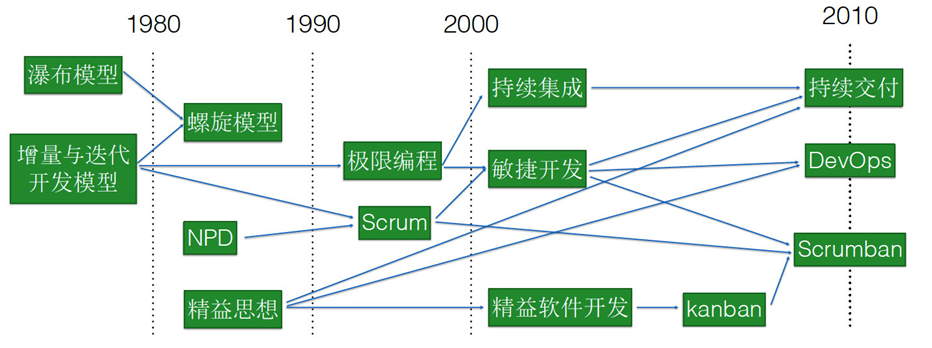 1980
1990
2000
2010
瀑布模型
持续集成
持续交付
螺旋模型
增量与迭代
开发模型
极限编程
敏捷开发
DevOps
NPD
Scrum
Scrumban
精益思想
精益软件开发
kanban